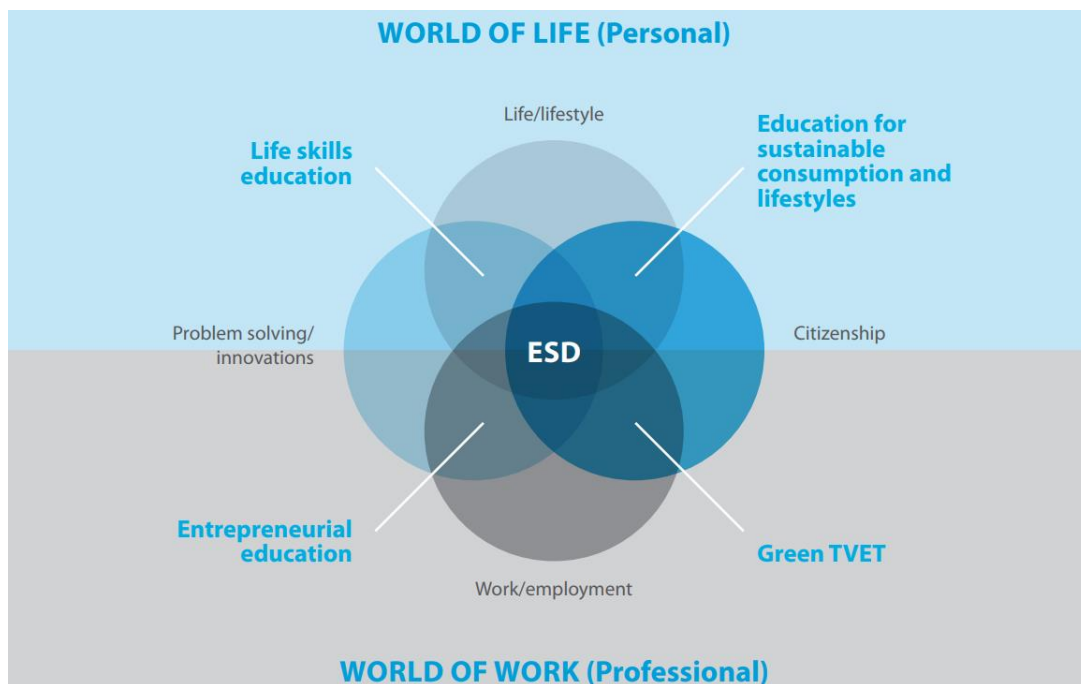 WORLD OF LIFE (Personal)
Life/lifestyle
Life skills
education
Education for
sustainable
consumption and
lifestyles
Problem solving/
innovations
ESD
Citizenship
Entrepreneurial
education
Green TVET
Work/employment
WORLD OF WORK (Professional)